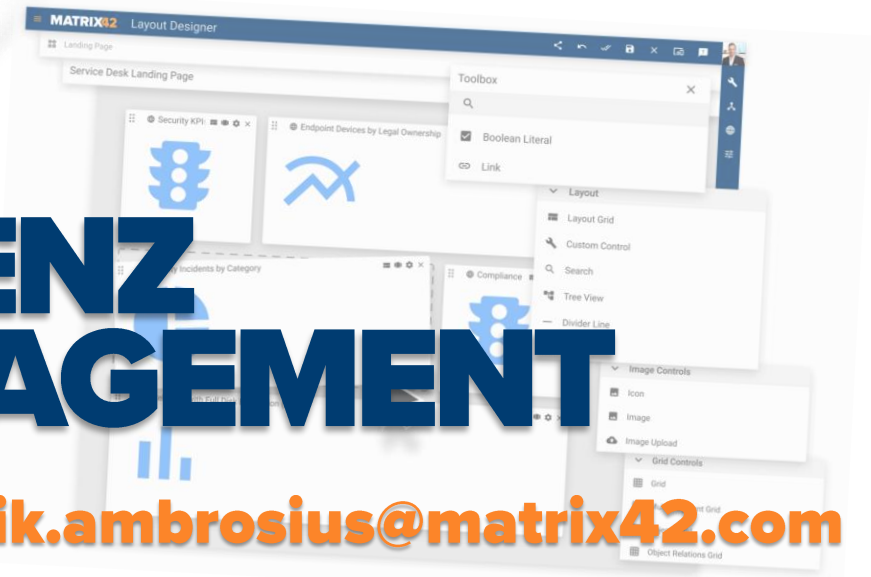 MATRIX42 Layout Designer
Landing Page
Service Desk Landing Page
Toolbox
Boolean Literal
Link
Security KPI
Endpoint Devices by Legal Ownership
Layout
Layout Grid
Custom Control
Search
Tree View
Divider Line
Incidents by Category
Compliance
ENZ
AGEMENT
Image Controls
Icon
Image
Image Upload
Grid Controls
Grid
Grid
Object Relations Grid
ik.ambrosius@matrix42.com